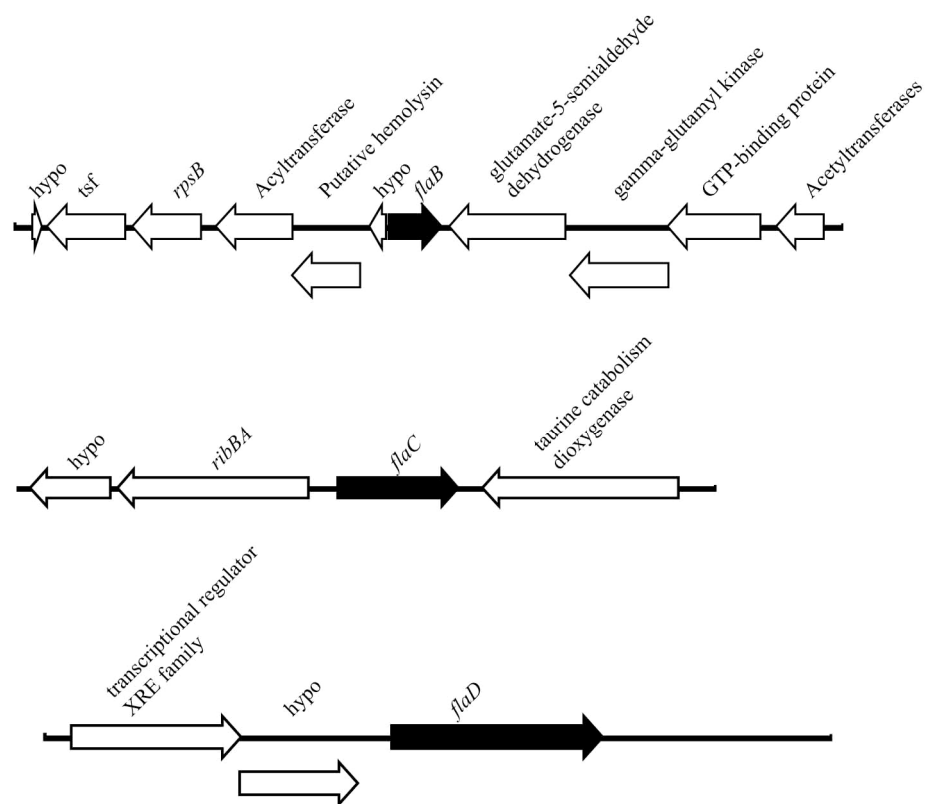 hypo
tsf
rpsB
Acyltransferase
Putative hemolysin
hypo
flaB
glutamate-5-semialdehyde
dehydrogenase
gamma-glutamyl kinase
GTP-binding protein
Acetyltransferases
hypo
ribBA
flaC
taurine catabolism
dioxygenase
transcriptional regulator
XRE family
hypo
flaD